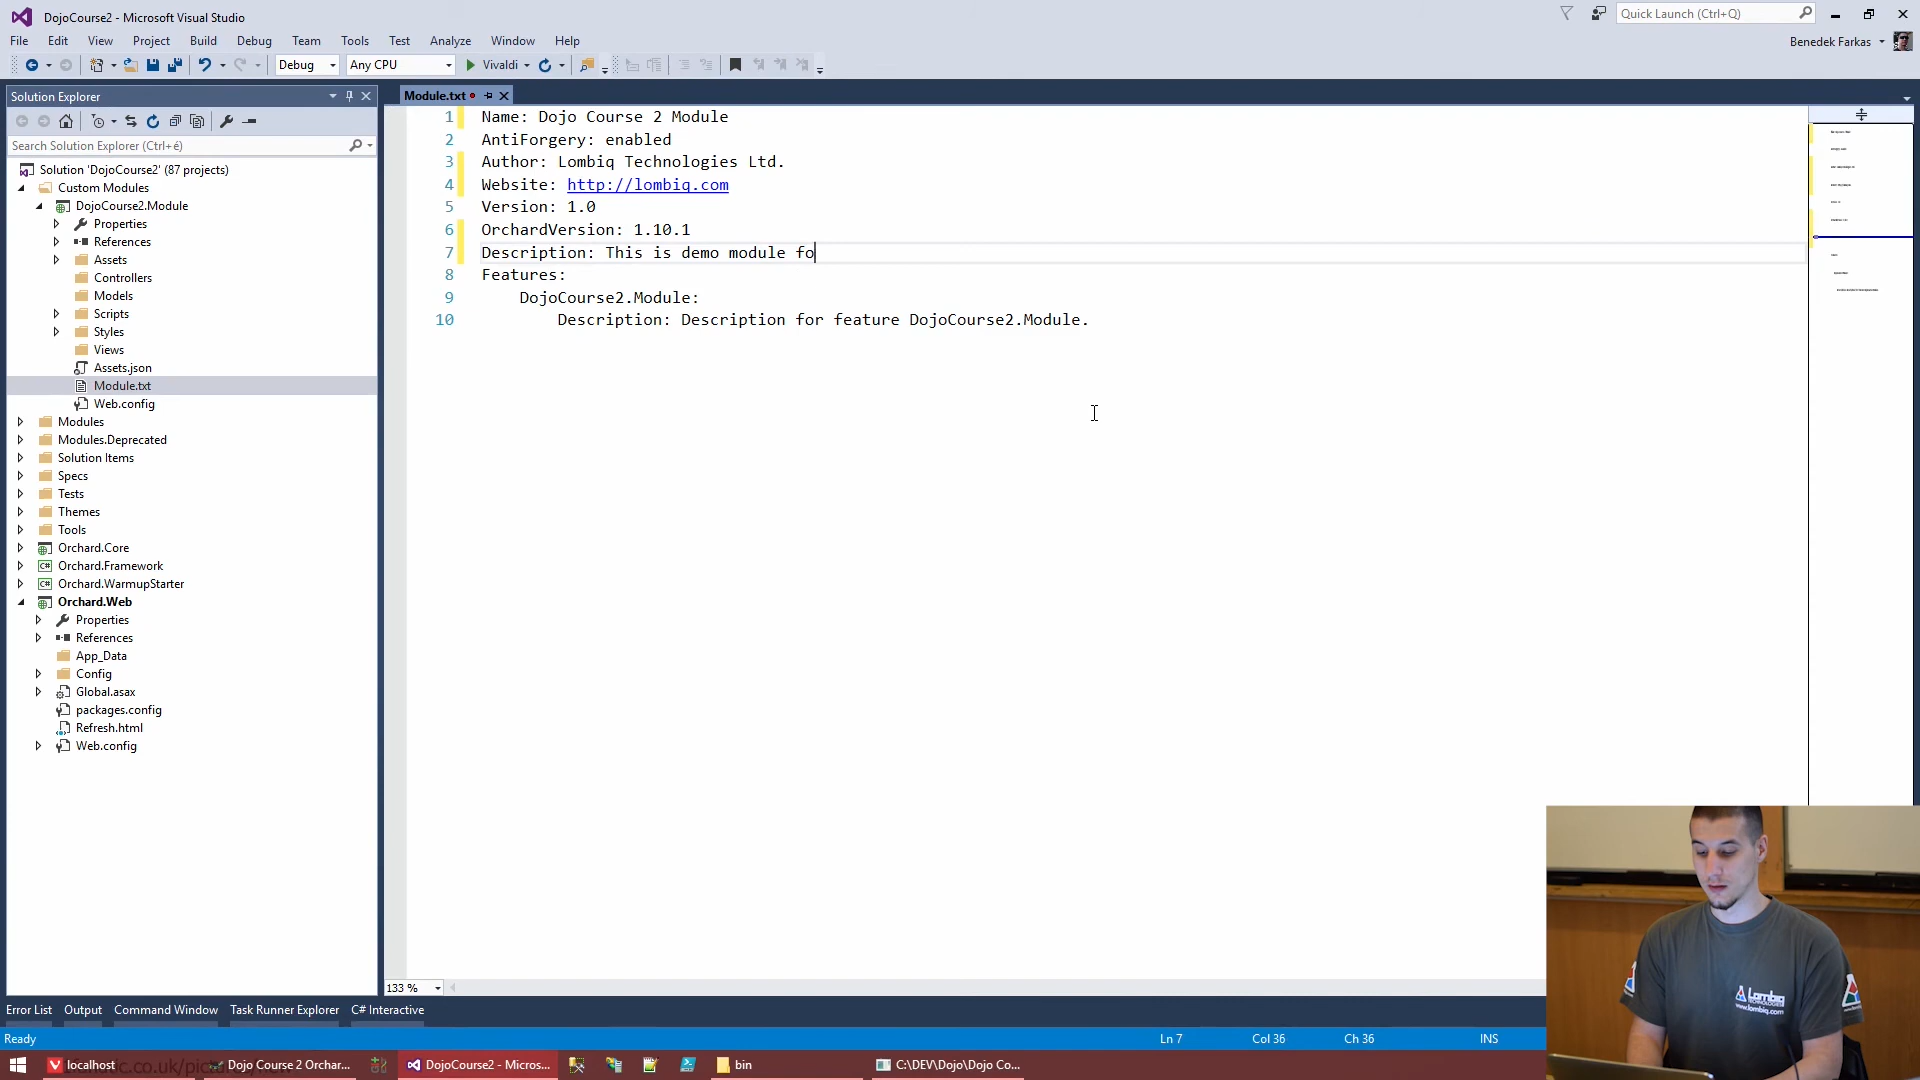 DojoCourse2 - Microsoft Visual Studio
Quick Launch (Ctrl+Q)
File Edit View Project Build Debug Team Tools Test Analyze Window Help
Benedek Farkas
Debug Any CPU Vivaldi
Solution Explorer
Search Solution Explorer (Ctrl+é)
Solution 'DojoCourse2' (87 projects)
Custom Modules
DojoCourse2.Module
Properties
References
Assets
Controllers
Models
Scripts
Styles
Views
Assets.json
Module.txt
Web.config
Modules
Modules.Deprecated
Solution Items
Specs
Tests
Themes
Tools
Orchard.Core
Orchard.Framework
Orchard.WarmupStarter
Orchard.Web
Properties
References
App_Data
Config
Global.asax
packages.config
Refresh.html
Web.config
Module.txt
1 Name: Dojo Course 2 Module
2 AntiForgery: enabled
3 Author: Lombiq Technologies Ltd.
4 Website: http://lombiq.com
5 Version: 1.0
6 OrchardVersion: 1.10.1
7 Description: This is demo module fo
8 Features:
9 DojoCourse2.Module:
10 Description: Description for feature DojoCourse2.Module.
133 %
Lombiq
TECHNOLOGIES
www.lombiq.com
Error List Output Command Window Task Runner Explorer C# Interactive
Ready Ln 7 Col 36 Ch 36 INS
localhost Dojo Course 2 Orchar... DojoCourse2 - Micros... bin C:\DEV\Dojo\Dojo Co...